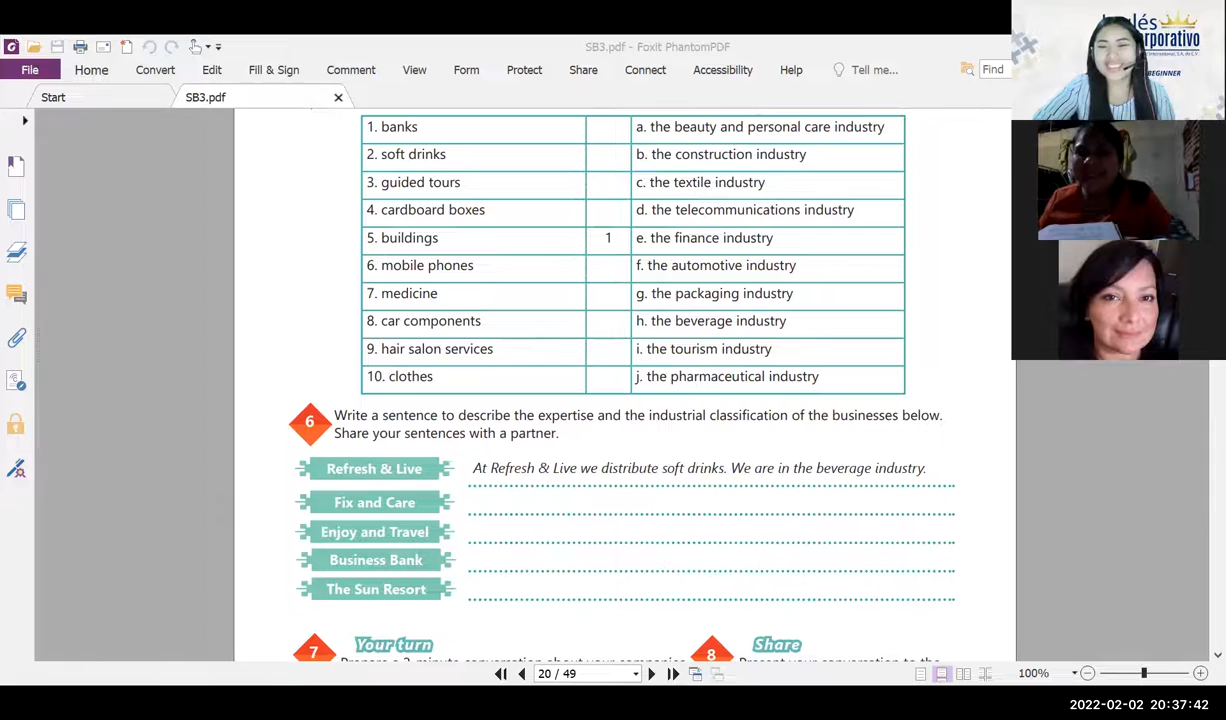 SB3.pdf - Foxit PhantomPDF
File Home Convert Edit Fill & Sign Comment View Form Protect Share Connect Accessibility Help Tell me... Find
Start SB3.pdf
Inglés
BEGINNER
1. banks a. the beauty and personal care industry
2. soft drinks b. the construction industry
3. guided tours c. the textile industry
4. cardboard boxes d. the telecommunications industry
5. buildings 1 e. the finance industry
6. mobile phones f. the automotive industry
7. medicine g. the packaging industry
8. car components h. the beverage industry
9. hair salon services i. the tourism industry
10. clothes j. the pharmaceutical industry
6 Write a sentence to describe the expertise and the industrial classification of the businesses below.
Share your sentences with a partner.
Refresh & Live At Refresh & Live we distribute soft drinks. We are in the beverage industry.
Fix and Care
Enjoy and Travel
Business Bank
The Sun Resort
7 Your turn 8 Share
20 / 49 100%
2022-02-02 20:37:42